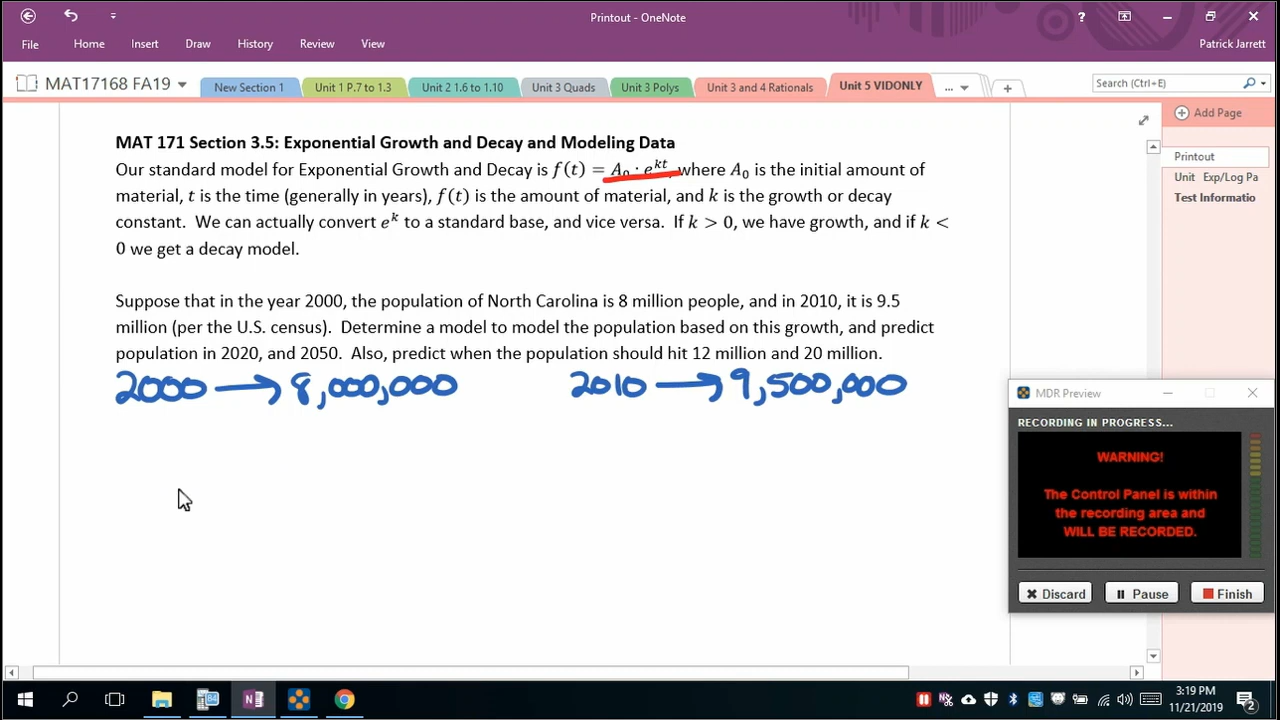 Printout - OneNote
?
File Home Insert Draw History Review View
Patrick Jarrett
MAT17168 FA19
New Section 1 Unit 1 P.7 to 1.3 Unit 2 1.6 to 1.10 Unit 3 Quads Unit 3 Polys Unit 3 and 4 Rationals Unit 5 VIDONLY ... +
Search (Ctrl+E)
Add Page
Printout
Unit Exp/Log Pa
Test Informatio
MAT 171 Section 3.5: Exponential Growth and Decay and Modeling Data
Our standard model for Exponential Growth and Decay is f(t) = A₀ · e^{kt}, where A₀ is the initial amount of
material, t is the time (generally in years), f(t) is the amount of material, and k is the growth or decay
constant. We can actually convert e^k to a standard base, and vice versa. If k > 0, we have growth, and if k <
0 we get a decay model.
Suppose that in the year 2000, the population of North Carolina is 8 million people, and in 2010, it is 9.5
million (per the U.S. census). Determine a model to model the population based on this growth, and predict
population in 2020, and 2050. Also, predict when the population should hit 12 million and 20 million.
2000 → 8,000,000 2010 → 9,500,000
MDR Preview
RECORDING IN PROGRESS...
WARNING!
The Control Panel is within
the recording area and
WILL BE RECORDED.
Discard Pause Finish
3:19 PM
11/21/2019
2